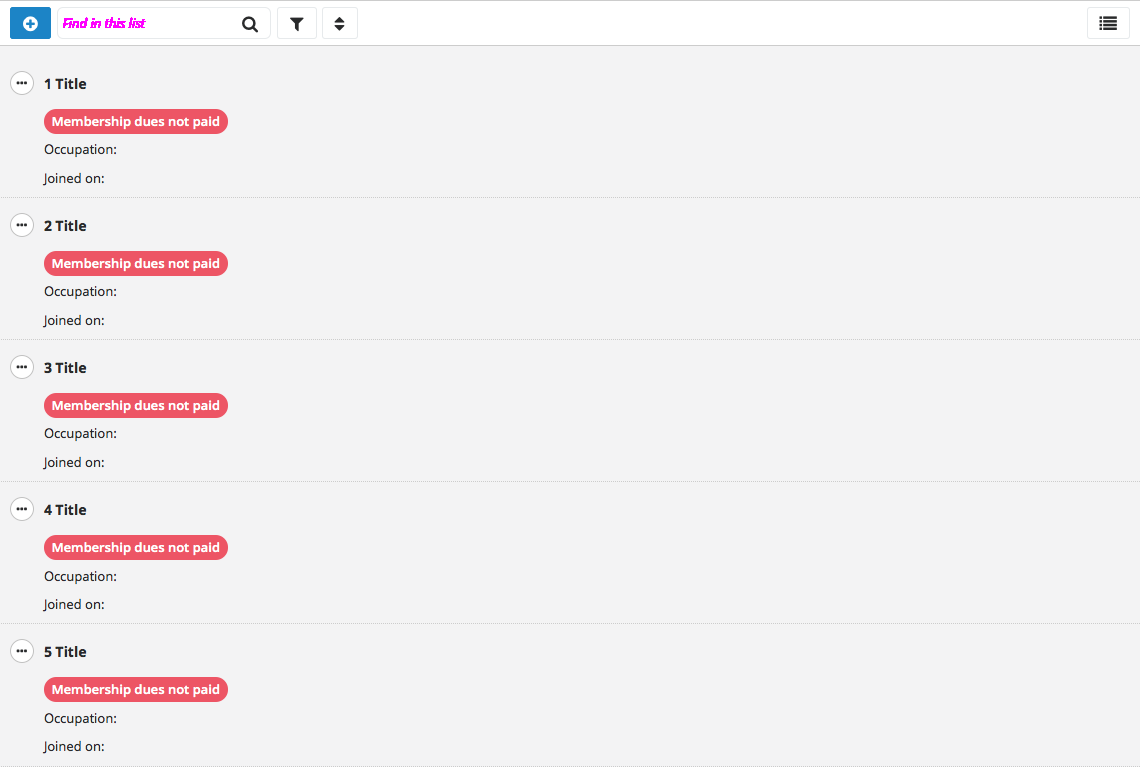 Find in this list
1 Title
Membership dues not paid
Occupation:
Joined on:
2 Title
Membership dues not paid
Occupation:
Joined on:
3 Title
Membership dues not paid
Occupation:
Joined on:
4 Title
Membership dues not paid
Occupation:
Joined on:
5 Title
Membership dues not paid
Occupation:
Joined on: